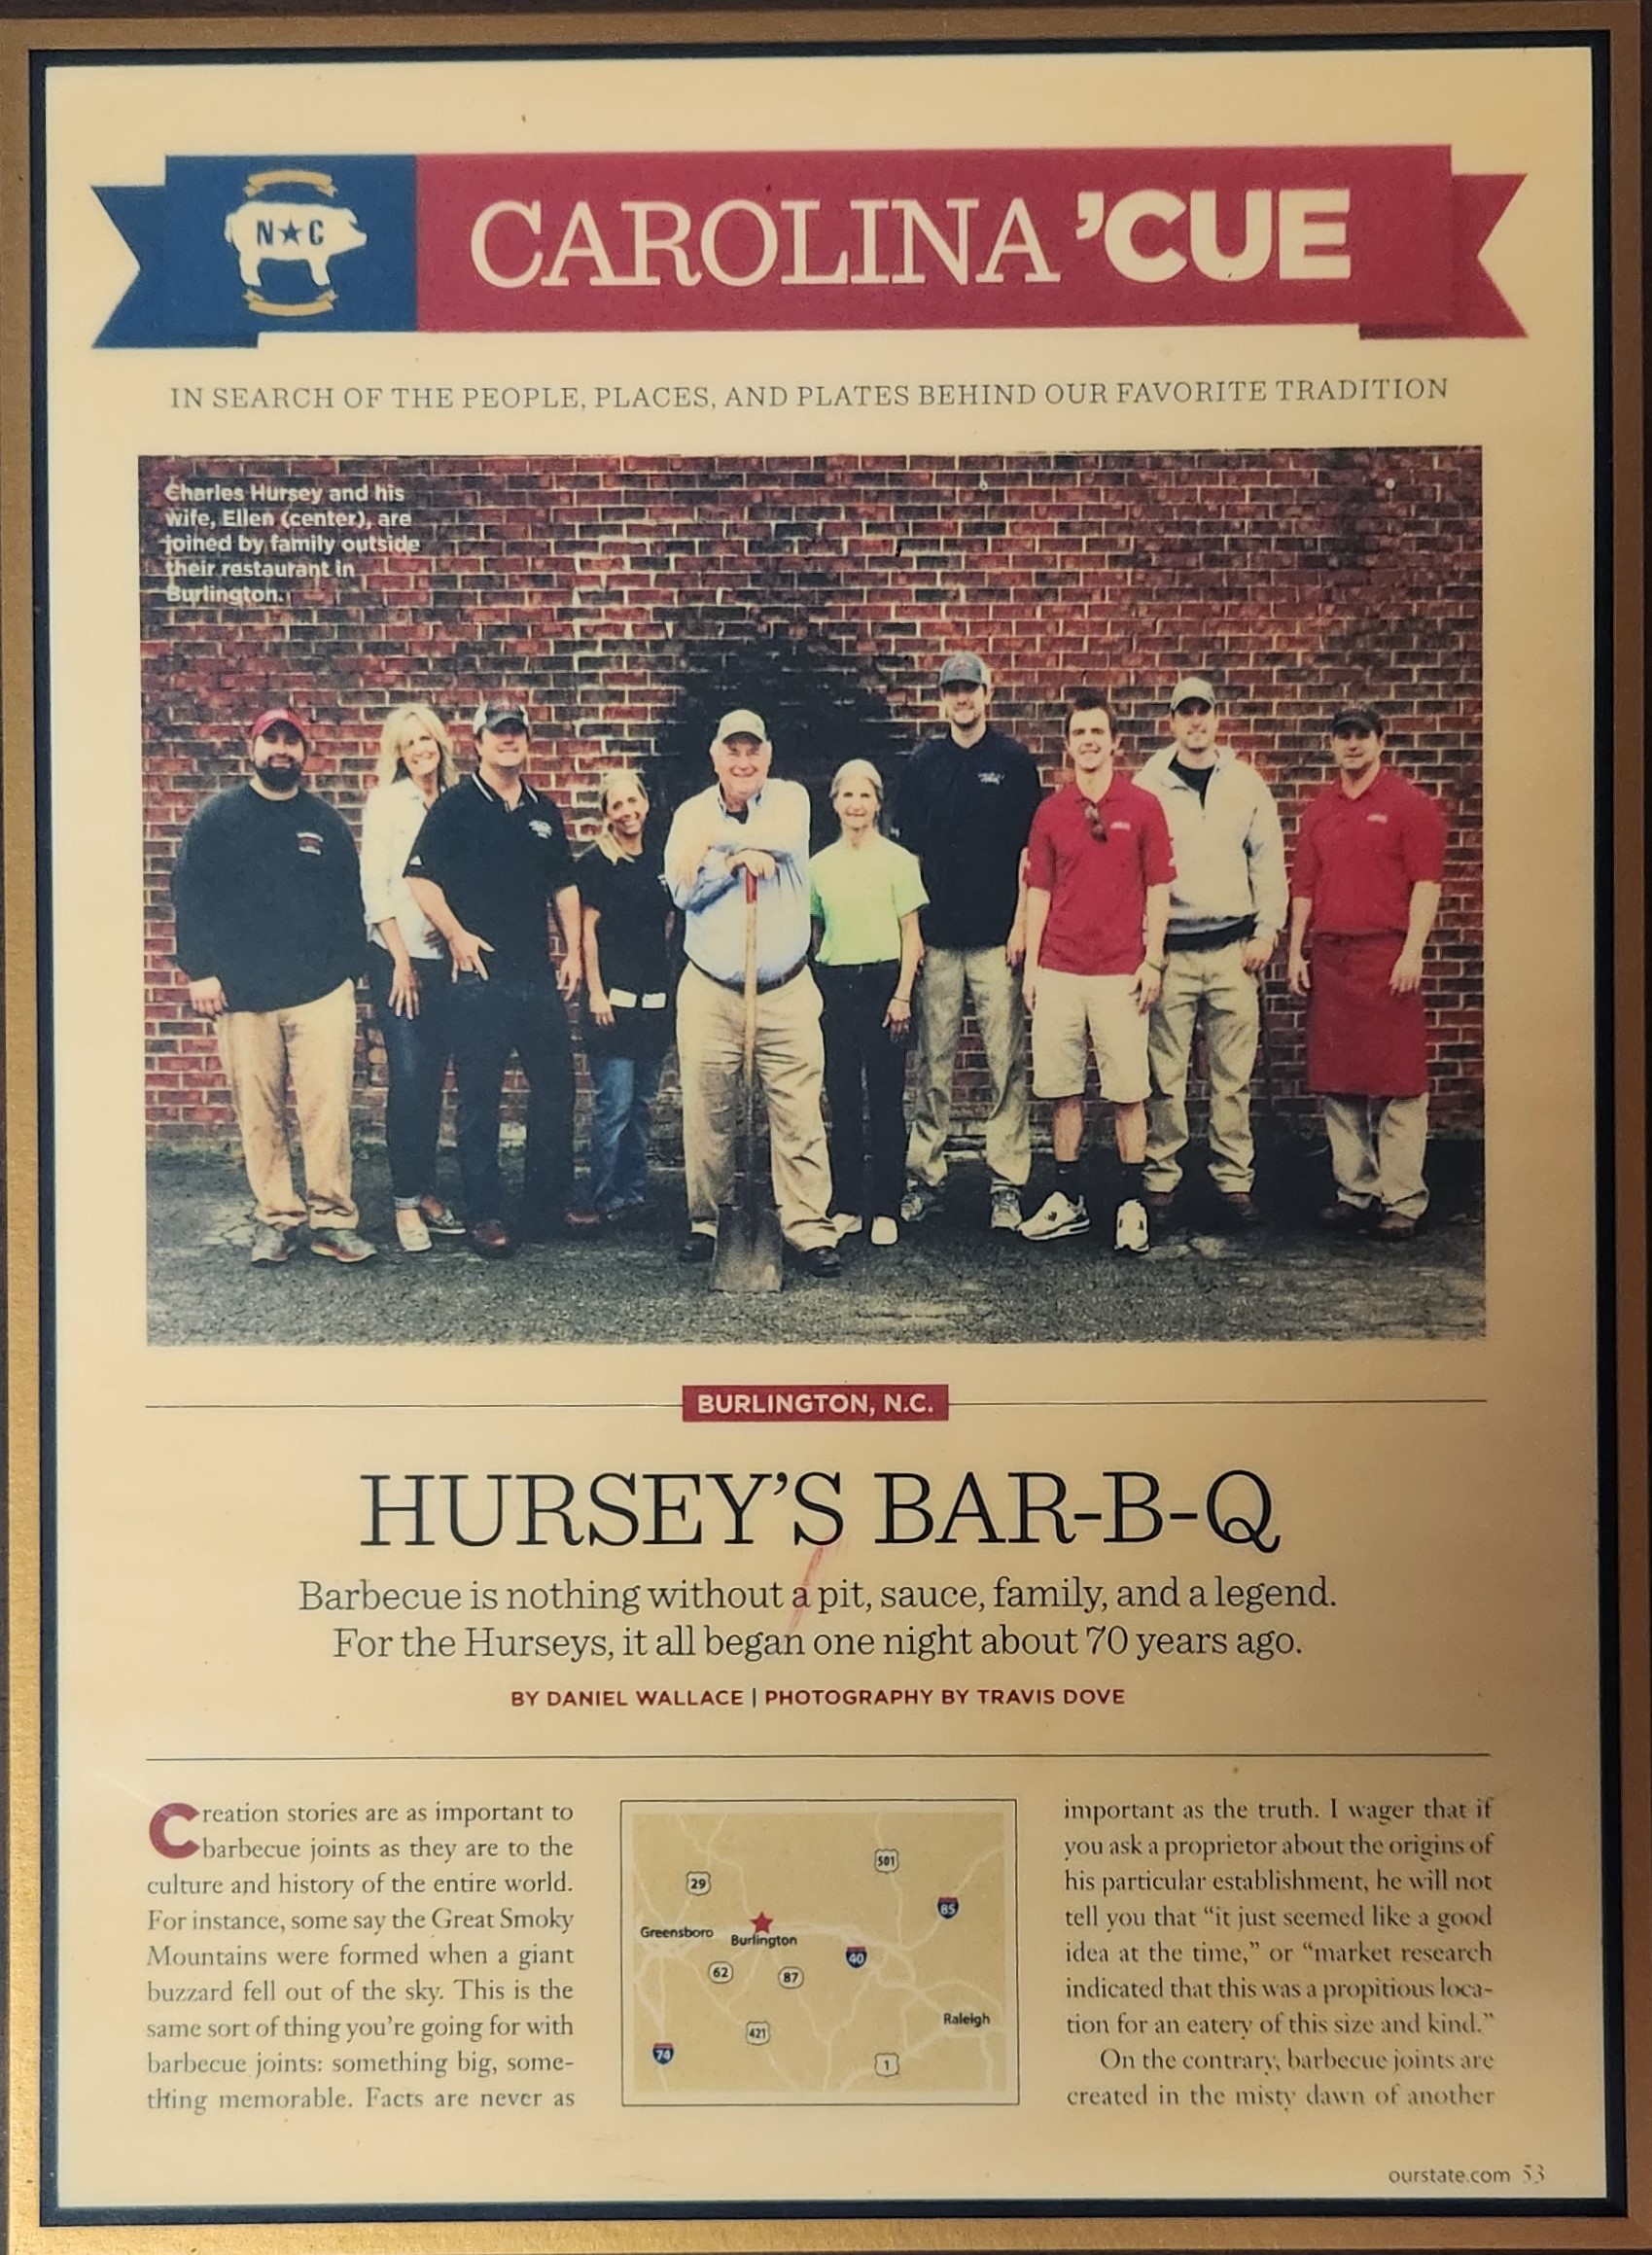 N★C
CAROLINA 'CUE
IN SEARCH OF THE PEOPLE, PLACES, AND PLATES BEHIND OUR FAVORITE TRADITION
Charles Hursey and his
wife, Ellen (center), are
joined by family outside
their restaurant in
Burlington.
BURLINGTON, N.C.
HURSEY'S BAR-B-Q
Barbecue is nothing without a pit, sauce, family, and a legend.
For the Hurseys, it all began one night about 70 years ago.
BY DANIEL WALLACE | PHOTOGRAPHY BY TRAVIS DOVE
Creation stories are as important to
barbecue joints as they are to the
culture and history of the entire world.
For instance, some say the Great Smoky
Mountains were formed when a giant
buzzard fell out of the sky. This is the
same sort of thing you're going for with
barbecue joints: something big, some-
thing memorable. Facts are never as
501
29
85
Greensboro
Burlington
40
62
87
Raleigh
421
74
1
important as the truth. I wager that if
you ask a proprietor about the origins of
his particular establishment, he will not
tell you that "it just seemed like a good
idea at the time," or "market research
indicated that this was a propitious loca-
tion for an eatery of this size and kind."
On the contrary, barbecue joints are
created in the misty dawn of another
ourstate.com 53